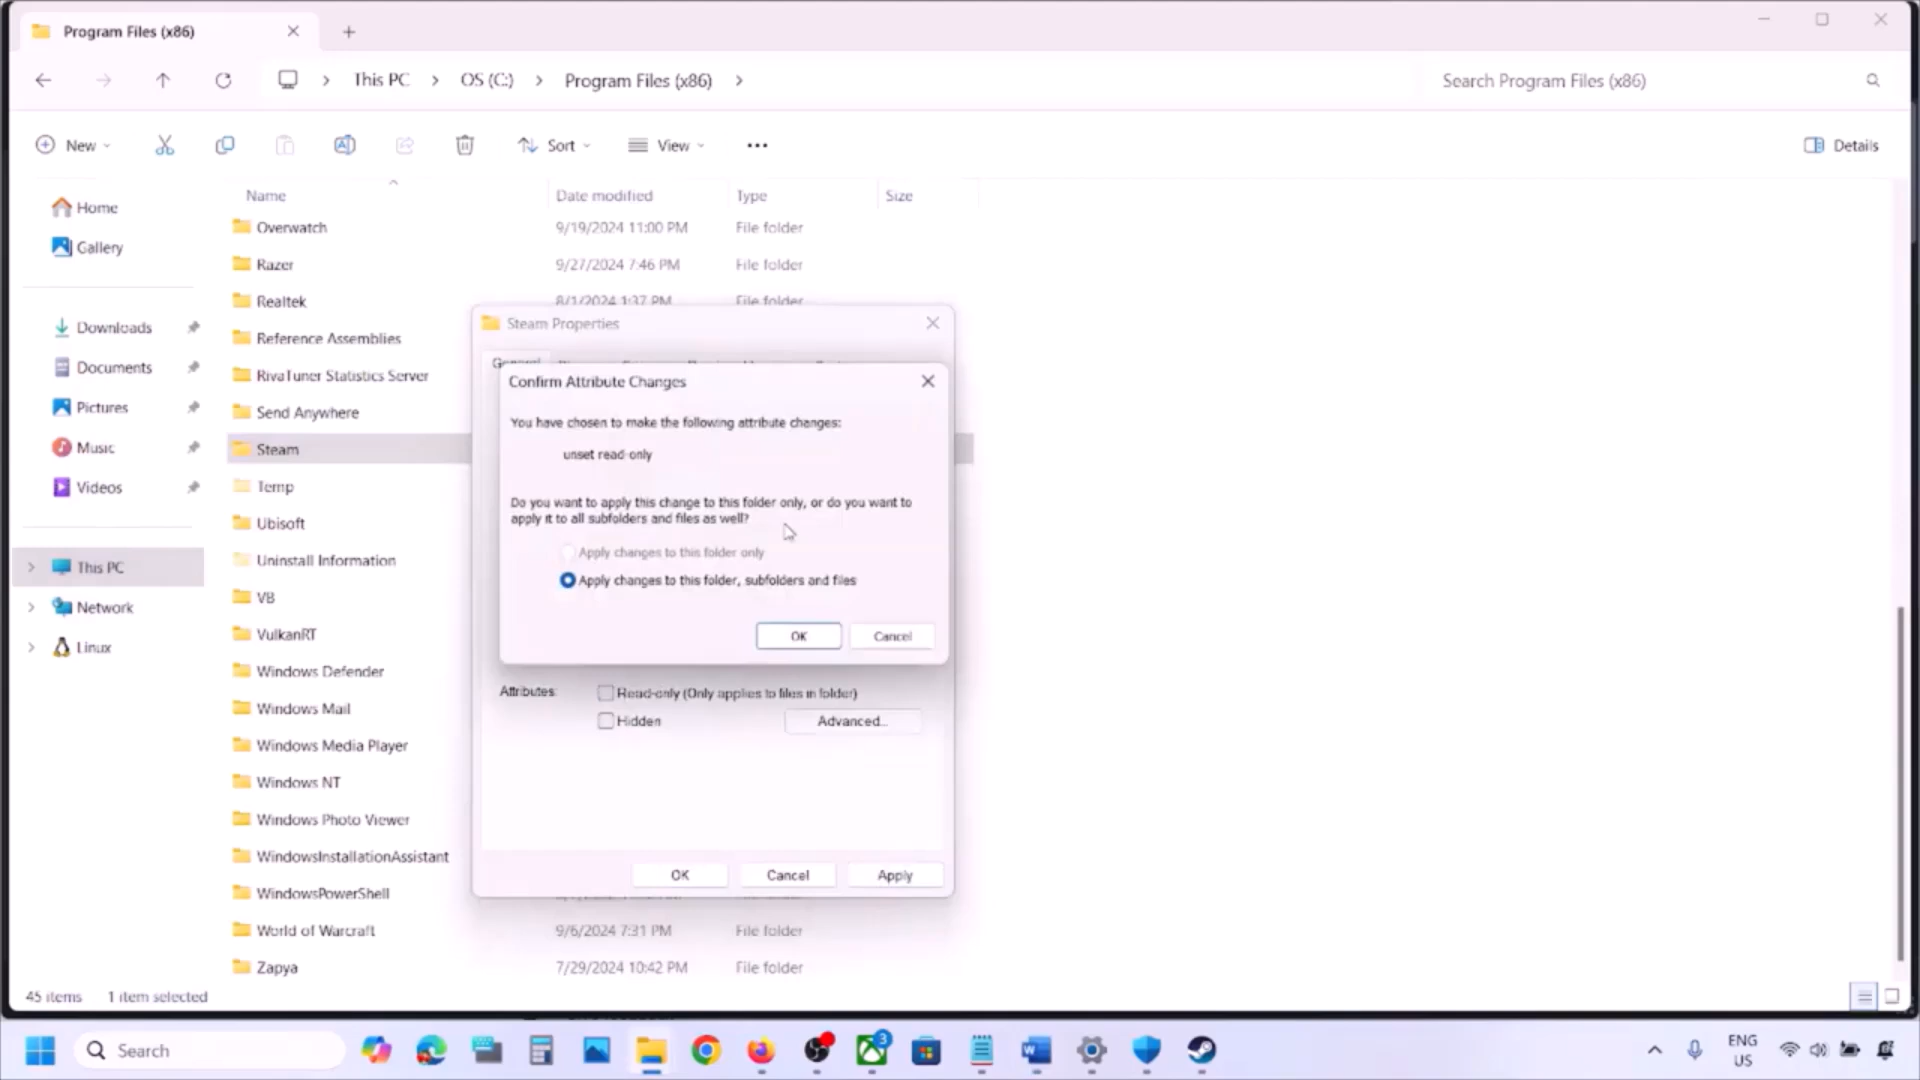 Program Files (x86)
This PC > OS (C:) > Program Files (x86) >
Search Program Files (x86)
New
Sort
View
Details
Name Date modified Type Size
Home
Gallery
Downloads
Documents
Pictures
Music
Videos
This PC
Network
Linux
Overwatch 9/19/2024 11:00 PM File folder
Razer 9/27/2024 7:46 PM File folder
Realtek 8/1/2024 1:37 PM File folder
Reference Assemblies
RivaTuner Statistics Server
Send Anywhere
Steam
Temp
Ubisoft
Uninstall Information
VB
VulkanRT
Windows Defender
Windows Mail
Windows Media Player
Windows NT
Windows Photo Viewer
WindowsInstallationAssistant
WindowsPowerShell
World of Warcraft 9/6/2024 7:31 PM File folder
Zapya 7/29/2024 10:42 PM File folder
Steam Properties
General
Confirm Attribute Changes
You have chosen to make the following attribute changes:
unset read-only
Do you want to apply this change to this folder only, or do you want to
apply it to all subfolders and files as well?
Apply changes to this folder only
Apply changes to this folder, subfolders and files
OK Cancel
Attributes: Read-only (Only applies to files in folder)
Hidden Advanced...
OK Cancel Apply
45 items 1 item selected
Search
3
ENG
US